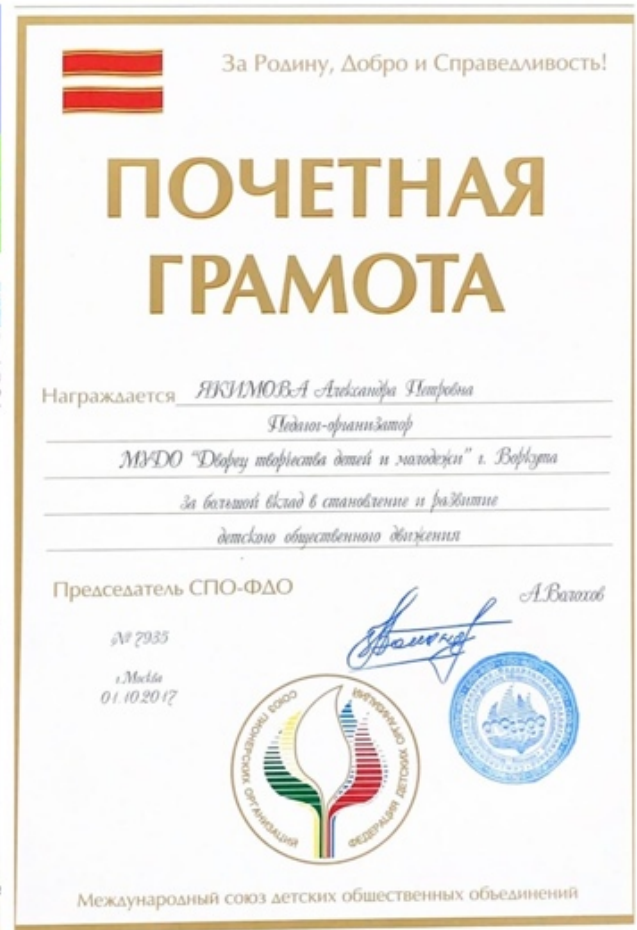 За Родину, Добро и Справедливость!
ПОЧЕТНАЯ
ГРАМОТА
Награждается ЯКИМОВА Александра Петровна
Педагог-организатор
МУДО "Дворец творчества детей и молодежи" г. Воркута
за большой вклад в становление и развитие
детского общественного движения
Председатель СПО-ФДО
А.Волохов
№ 7935
г.Москва
01.10.2017
СОЮЗ ПИОНЕРСКИХ ОРГАНИЗАЦИЙ
ФЕДЕРАЦИЯ ДЕТСКИХ ОРГАНИЗАЦИЙ
Международный союз детских общественных объединений